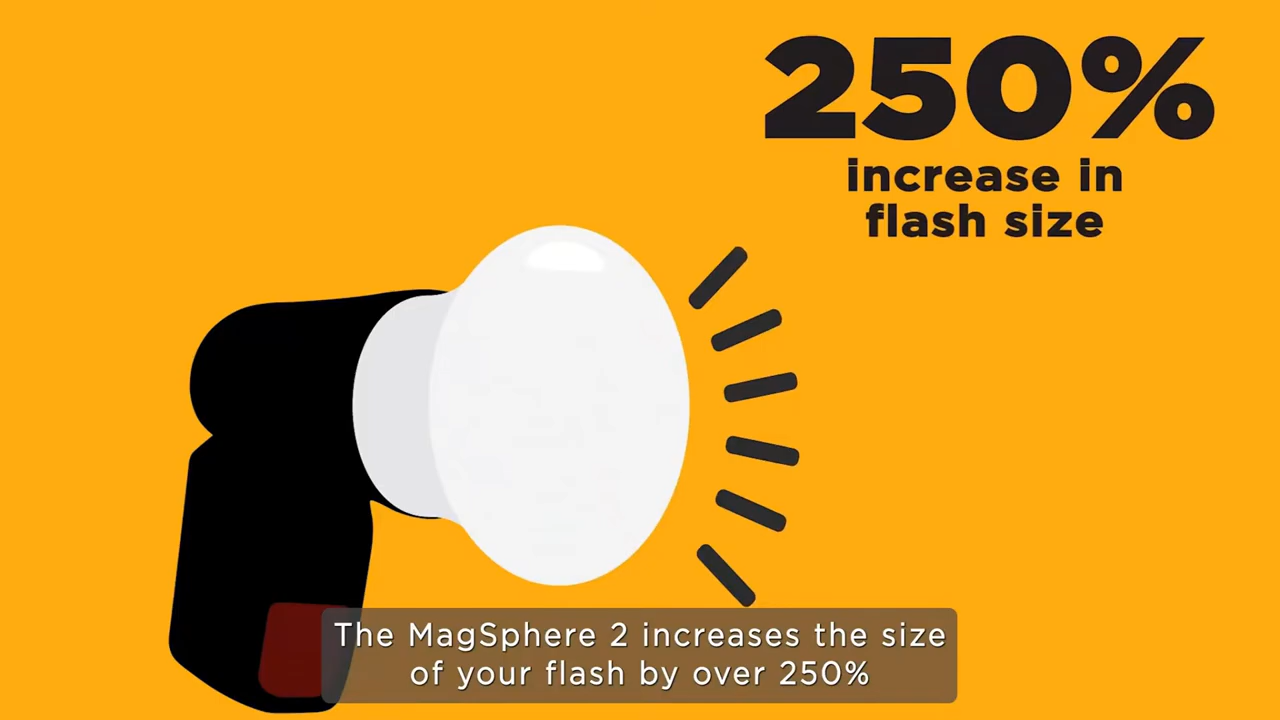 250%
increase in
flash size
The MagSphere 2 increases the size
of your flash by over 250%